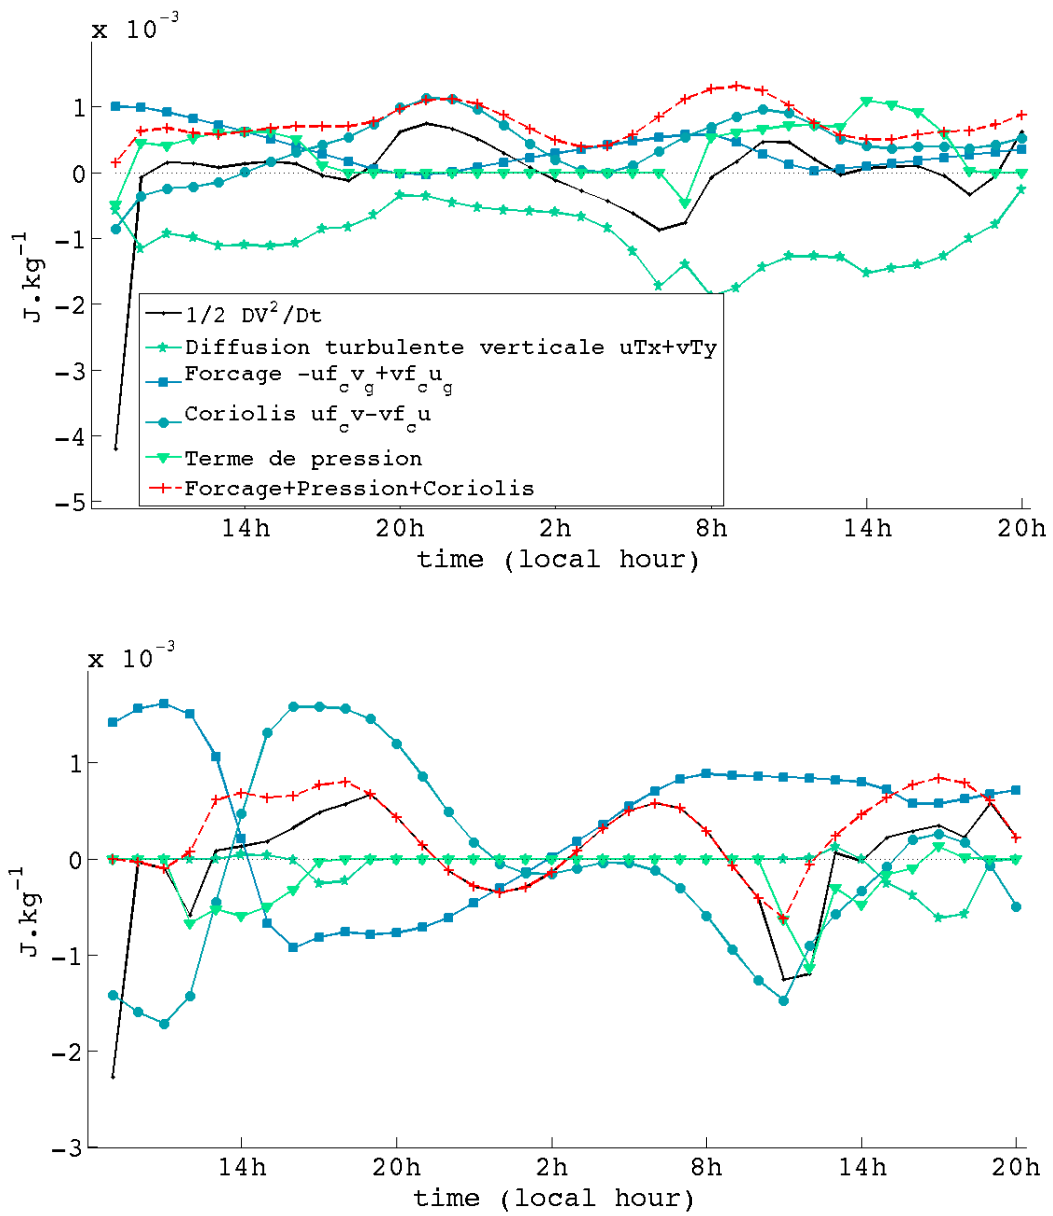 x 10-3
1
0
-1
-2
-3
-4
-5
J.kg-1
1/2 DV2/Dt
Diffusion turbulente verticale uTx+vTy
Forcage -ufcvg+vfcug
Coriolis ufcv-vfcu
Terme de pression
Forcage+Pression+Coriolis
14h 20h 2h 8h 14h 20h
time (local hour)
x 10-3
1
0
-1
-2
-3
J.kg-1
14h 20h 2h 8h 14h 20h
time (local hour)